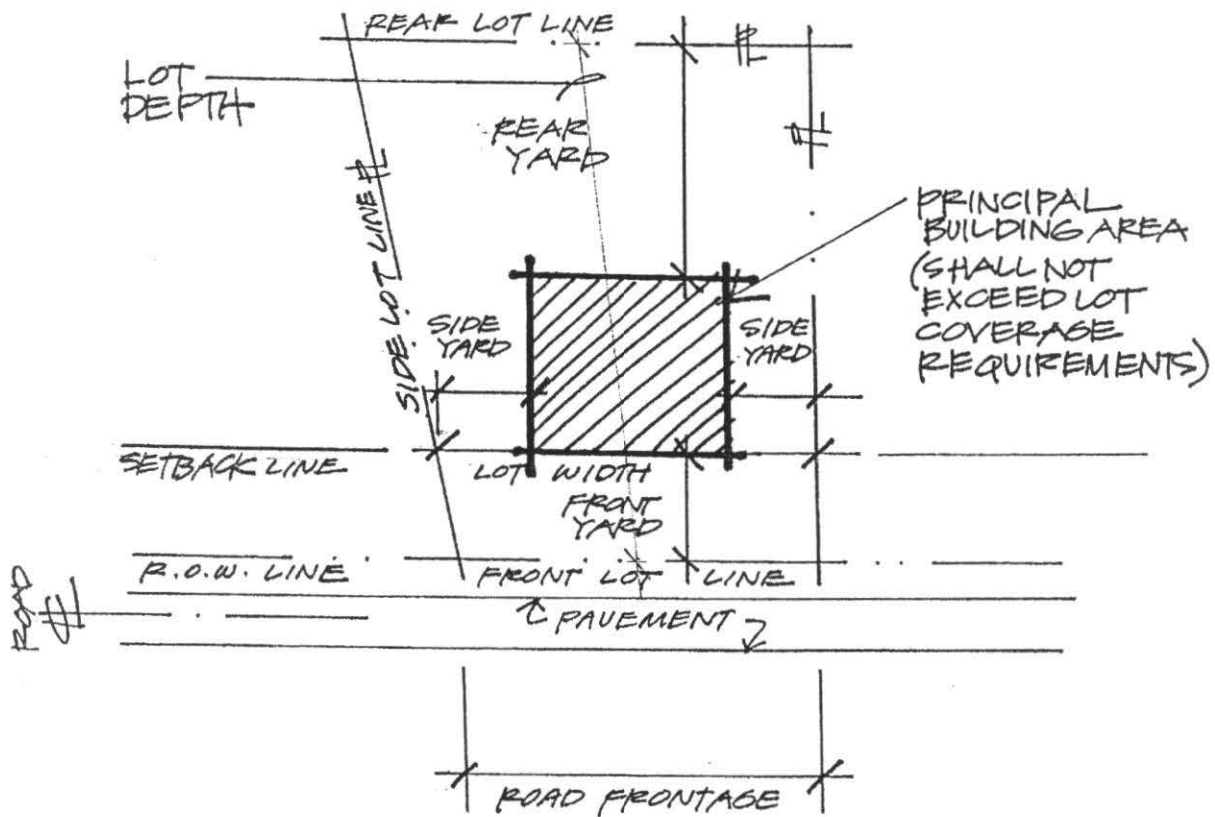 REAR LOT LINE
℄
LOT
DEPTH
REAR
YARD
℄
SIDE LOT LINE ℄
PRINCIPAL
BUILDING AREA
(SHALL NOT
EXCEED LOT
COVERAGE
REQUIREMENTS)
SIDE
YARD
SIDE
YARD
SETBACK LINE
LOT WIDTH
FRONT
YARD
R.O.W. LINE
FRONT LOT LINE
ROAD
℄
PAVEMENT
ROAD FRONTAGE